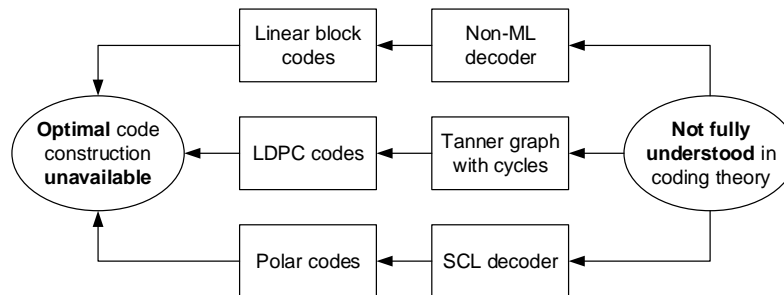 Linear block
codes
Non-ML
decoder
Optimal code
construction
unavailable
LDPC codes
Tanner graph
with cycles
Not fully
understood in
coding theory
Polar codes
SCL decoder